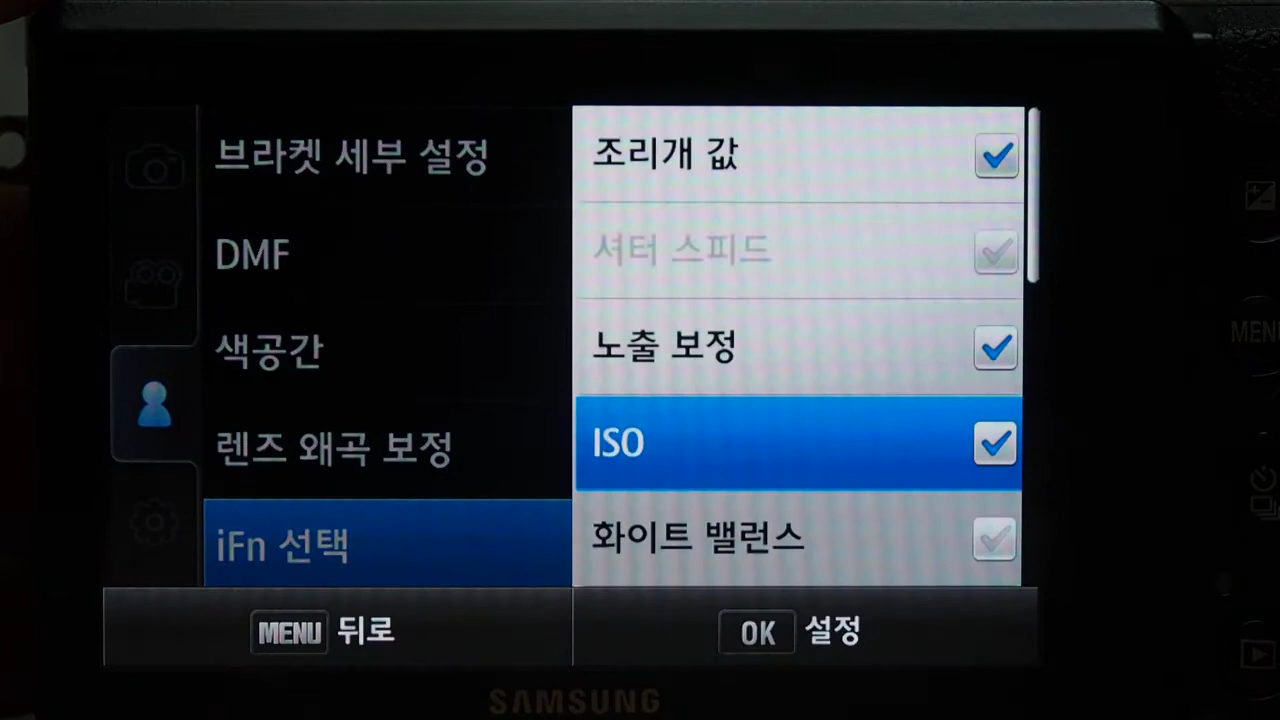 브라켓 세부 설정
DMF
색공간
렌즈 왜곡 보정
iFn 선택
조리개 값
셔터 스피드
노출 보정
ISO
화이트 밸런스
MENU 뒤로
OK 설정
SAMSUNG